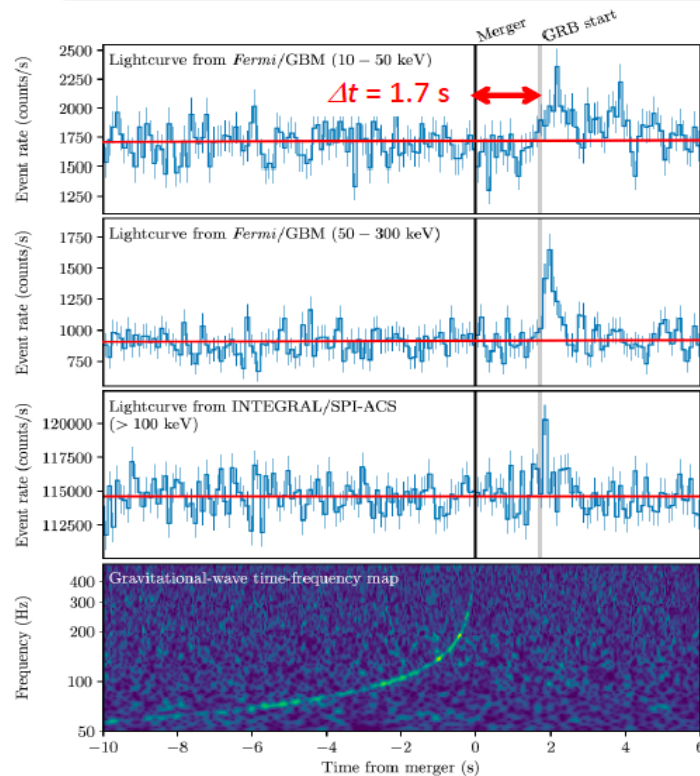 Merger GRB start
2500
2250
2000
1750
1500
1250
Event rate (counts/s)
Lightcurve from Fermi/GBM (10 − 50 keV)
Δt = 1.7 s
1750
1500
1250
1000
750
Event rate (counts/s)
Lightcurve from Fermi/GBM (50 − 300 keV)
120000
117500
115000
112500
Event rate (counts/s)
Lightcurve from INTEGRAL/SPI-ACS
(> 100 keV)
400
300
200
100
50
Frequency (Hz)
Gravitational-wave time-frequency map
−10 −8 −6 −4 −2 0 2 4 6
Time from merger (s)